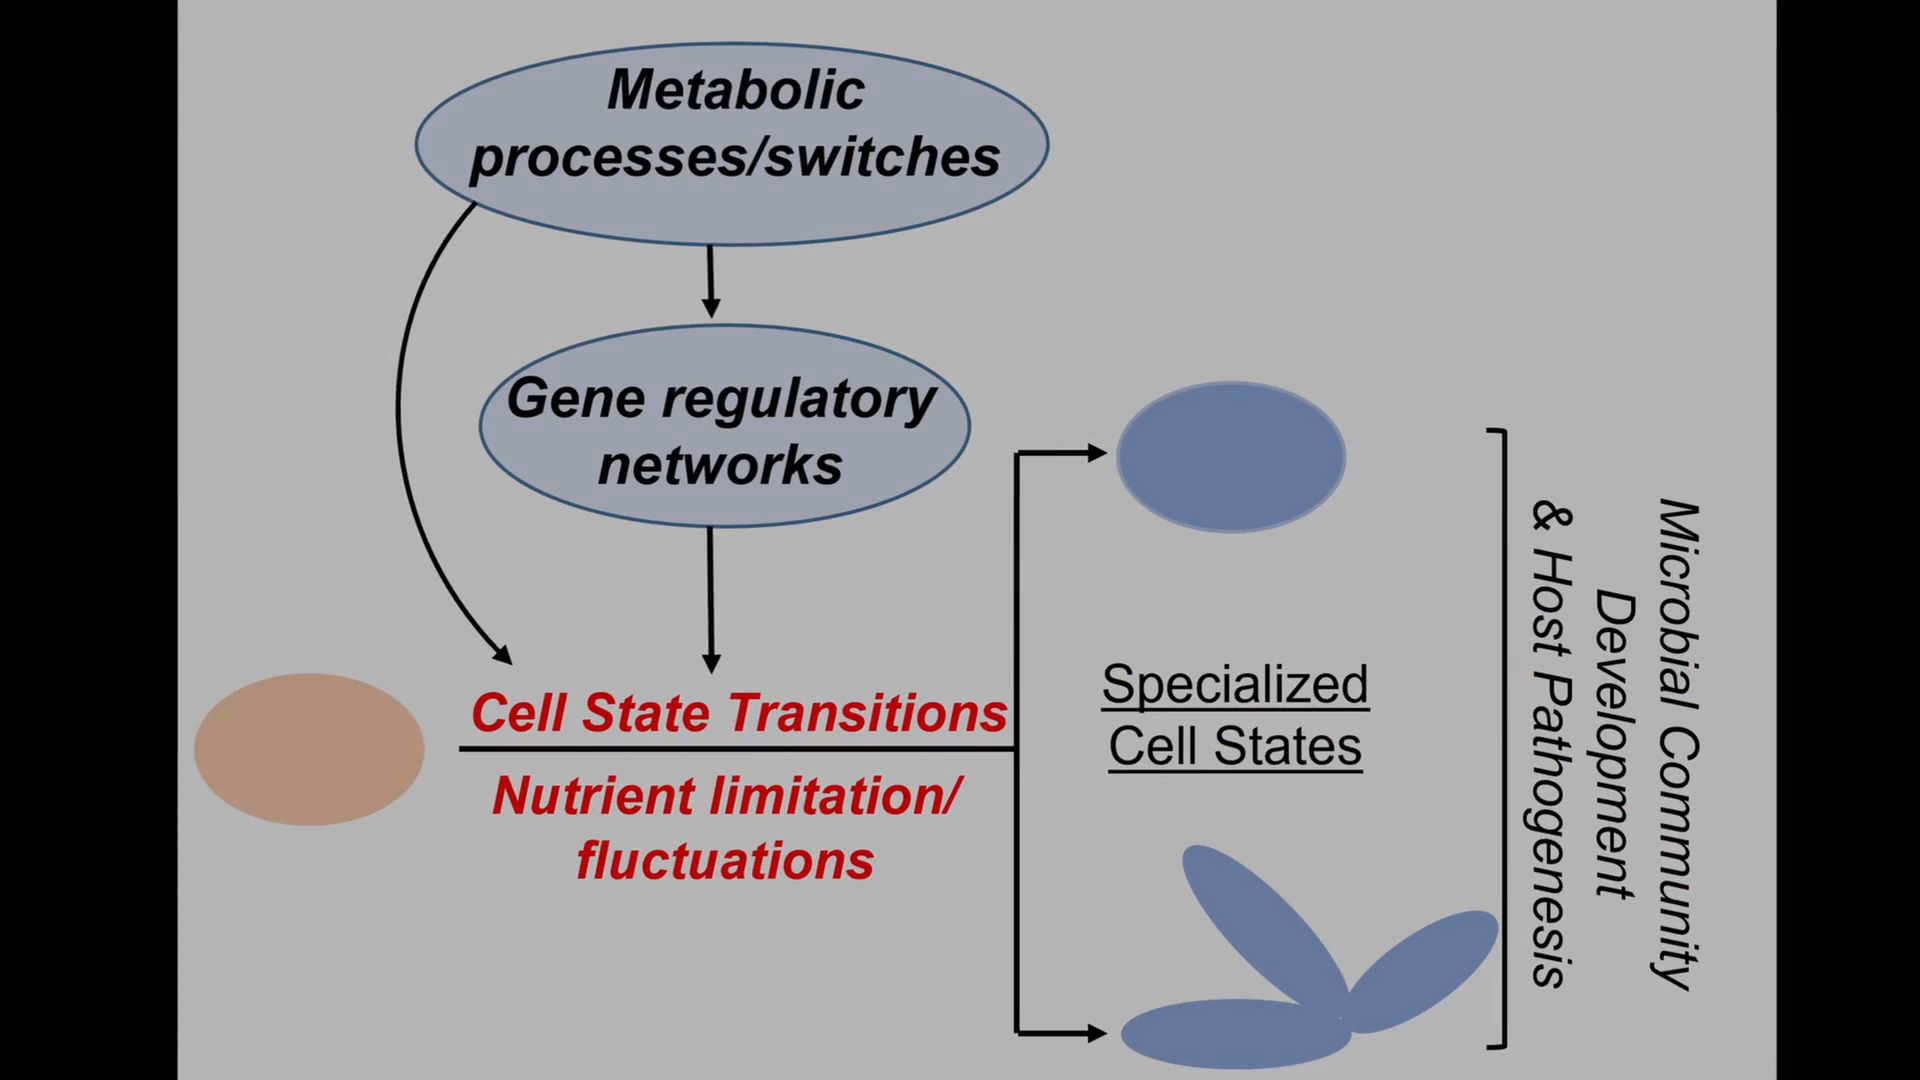 Metabolic
processes/switches
Gene regulatory
networks
Cell State Transitions
Nutrient limitation/
fluctuations
Specialized
Cell States
Microbial Community
Development
& Host Pathogenesis